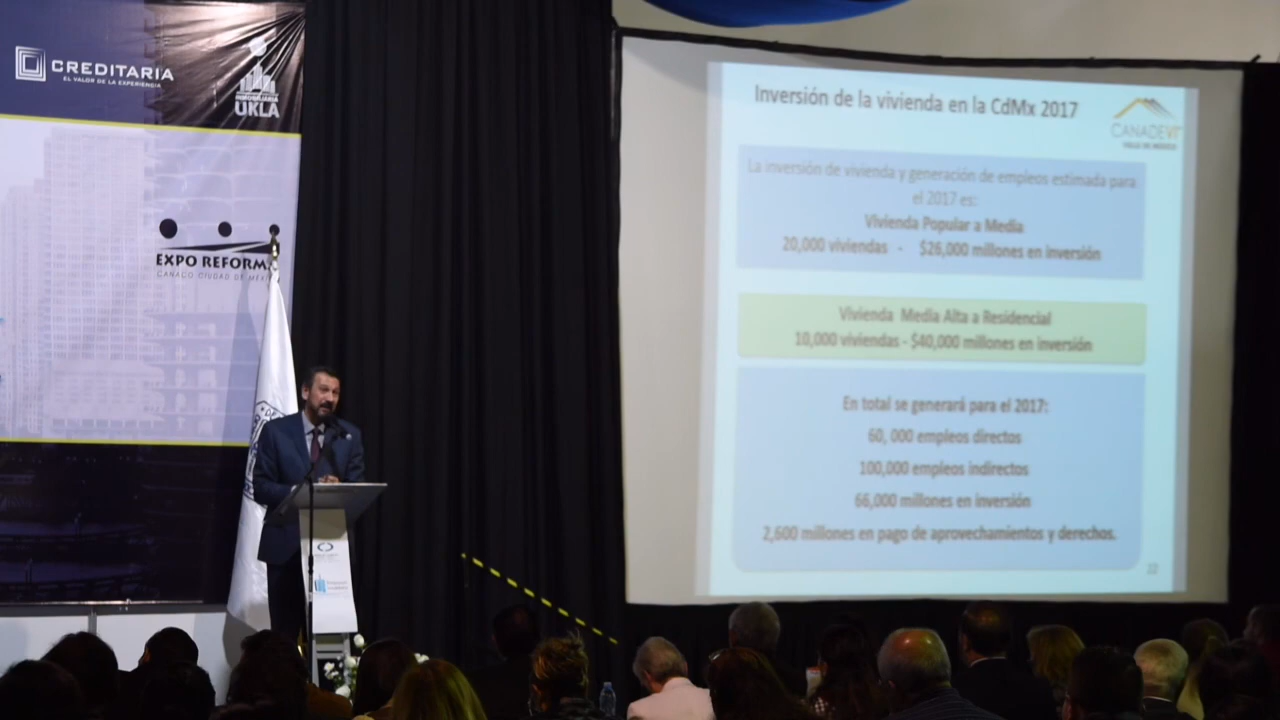 CREDITARIA
EL VALOR DE LA EXPERIENCIA
INMOBILIARIA
UKLA
EXPO REFORMA
CANACO CIUDAD DE MÉXICO
Inversión de la vivienda en la CdMx 2017
CANADEVI
VALLE DE MÉXICO
La inversión de vivienda y generación de empleos estimada para
el 2017 es:
Vivienda Popular a Media
20,000 viviendas - $26,000 millones en inversión
Vivienda Media Alta a Residencial
10,000 viviendas - $40,000 millones en inversión
En total se generará para el 2017:
60, 000 empleos directos
100,000 empleos indirectos
66,000 millones en inversión
2,600 millones en pago de aprovechamientos y derechos.